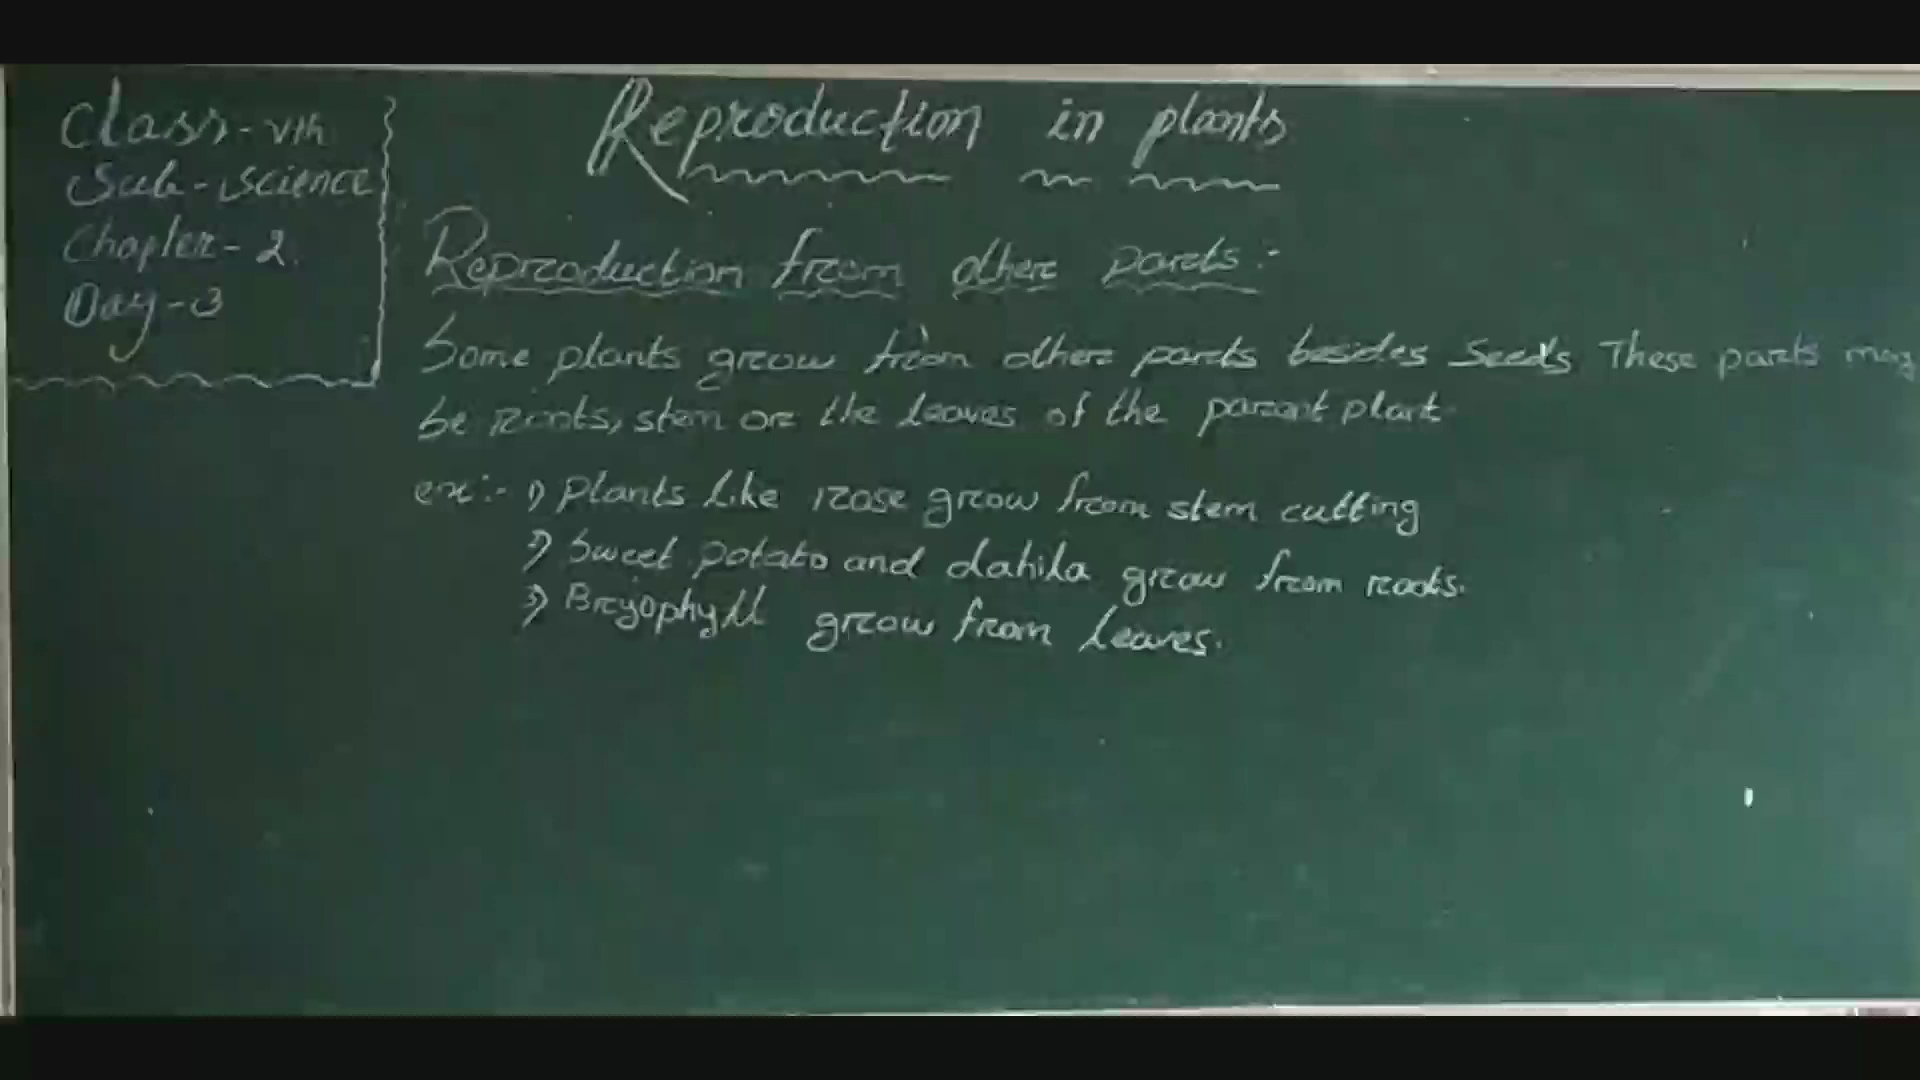 Class - Vth
Sub - Science
Chapter - 2.
Day - 3
Reproduction in plants
Reproduction from other parts :-
Some plants grow from other parts besides seeds These parts may
be roots, stem or the leaves of the parent plant.
ex:- 1) Plants like rose grow from stem cutting
2) Sweet potato and dahila grow from roots.
3) Bryophyll grow from leaves.